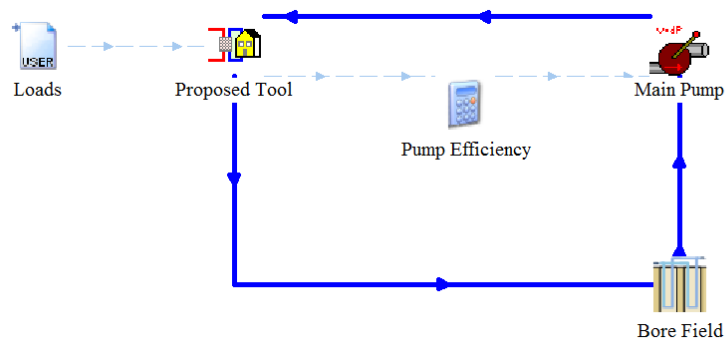 USER
Loads
Proposed Tool
Pump Efficiency
Main Pump
Bore Field